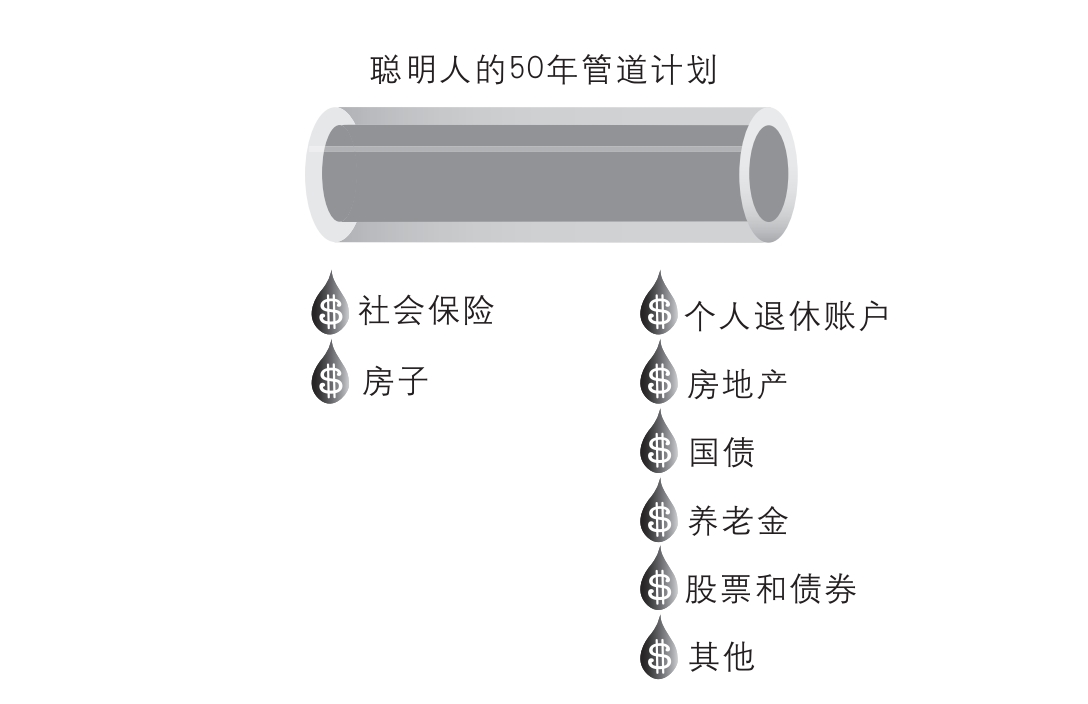 聪明人的50年管道计划
$ 社会保险
$ 房子
$ 个人退休账户
$ 房地产
$ 国债
$ 养老金
$ 股票和债券
$ 其他